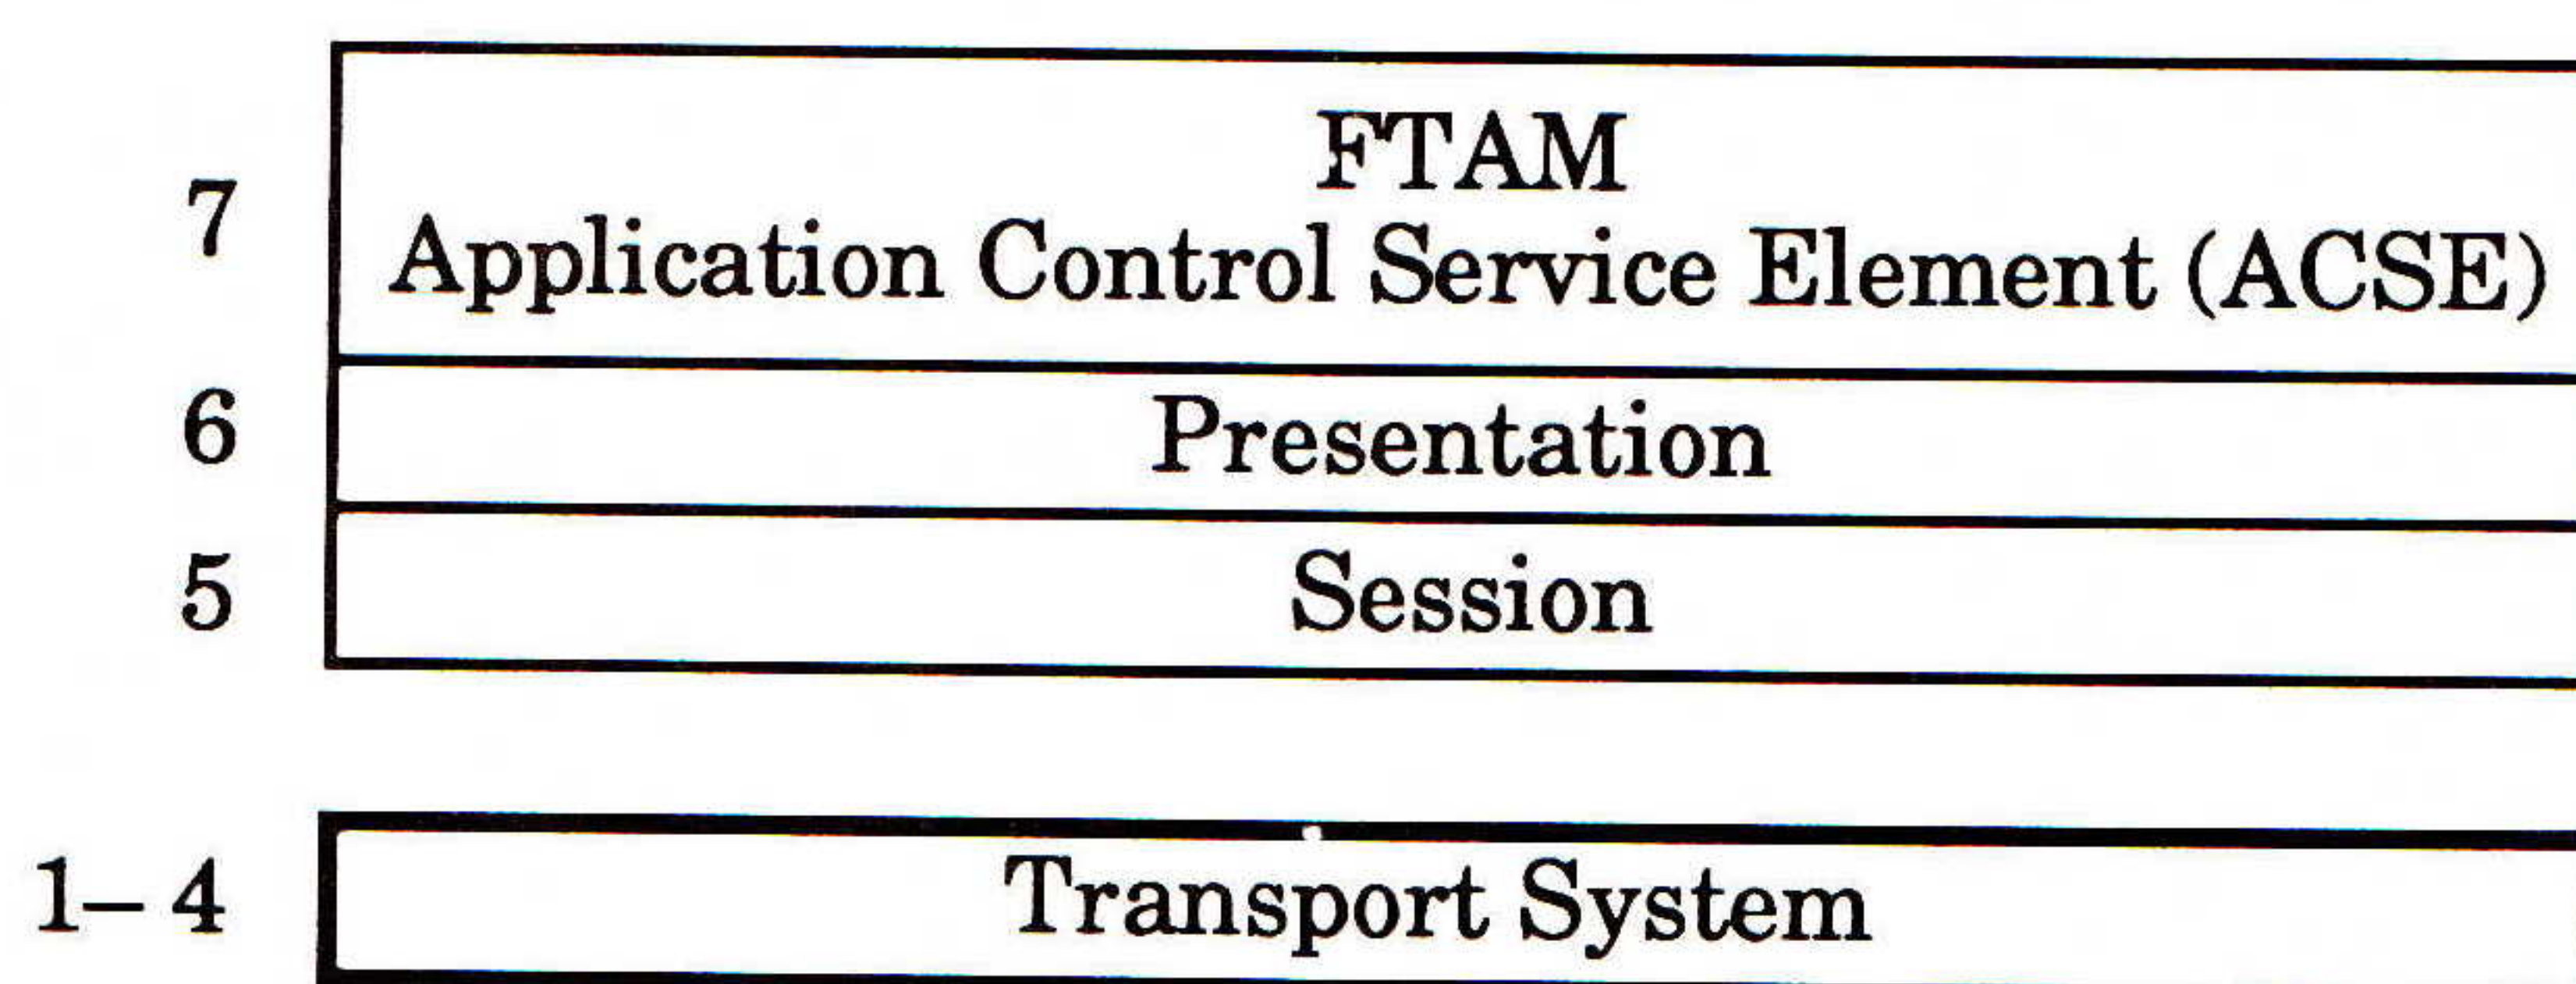 FTAM
7
Application Control Service Element (ACSE)
6 Presentation
5 Session
1–4 Transport System